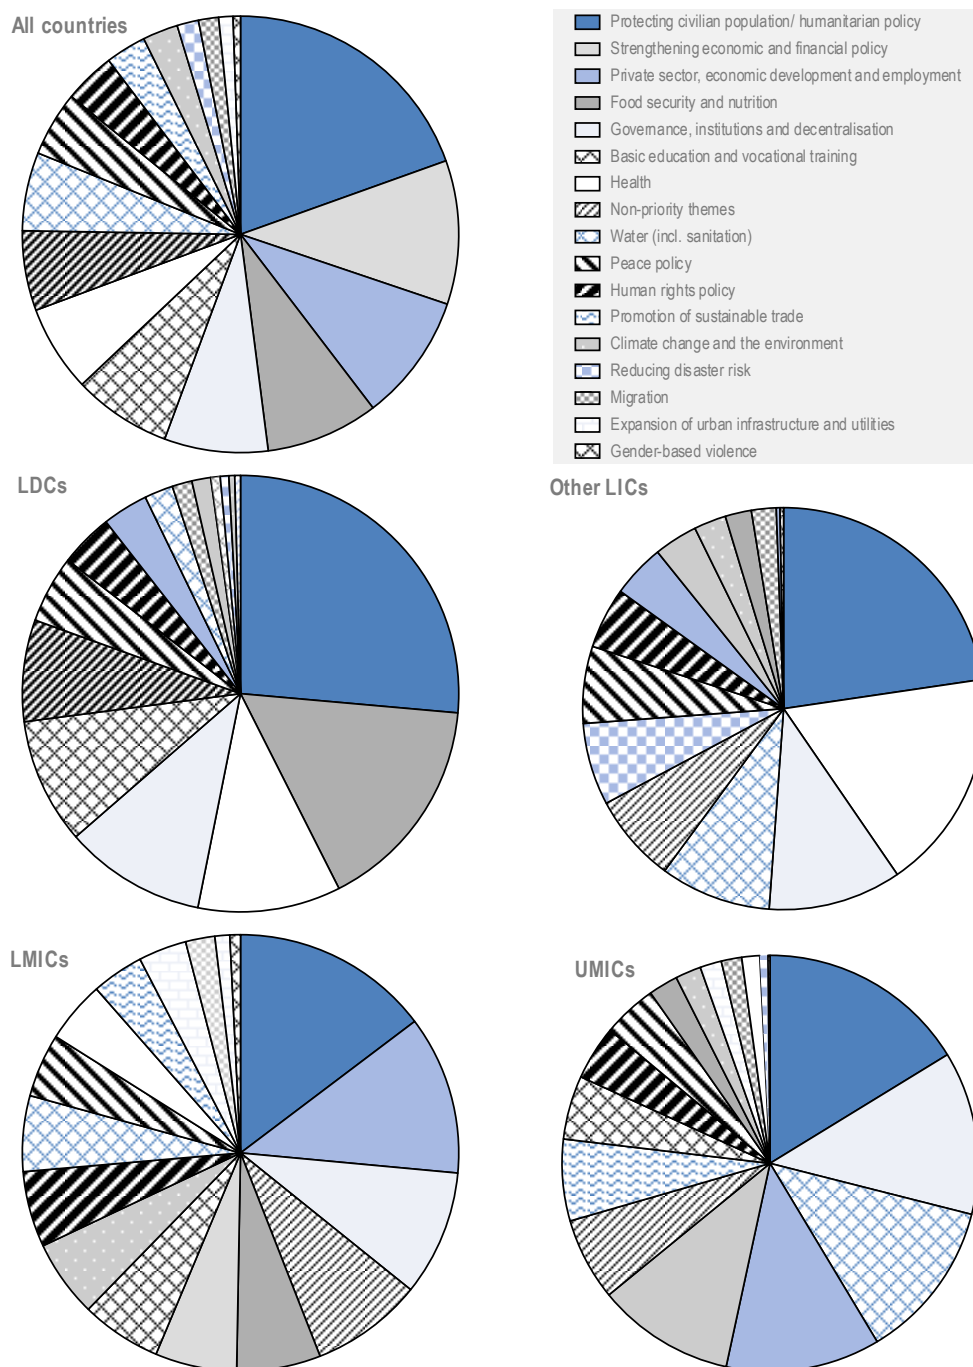 All countries
Protecting civilian population/ humanitarian policy
Strengthening economic and financial policy
Private sector, economic development and employment
Food security and nutrition
Governance, institutions and decentralisation
Basic education and vocational training
Health
Non-priority themes
Water (incl. sanitation)
Peace policy
Human rights policy
Promotion of sustainable trade
Climate change and the environment
Reducing disaster risk
Migration
Expansion of urban infrastructure and utilities
Gender-based violence
LDCs
Other LICs
LMICs
UMICs